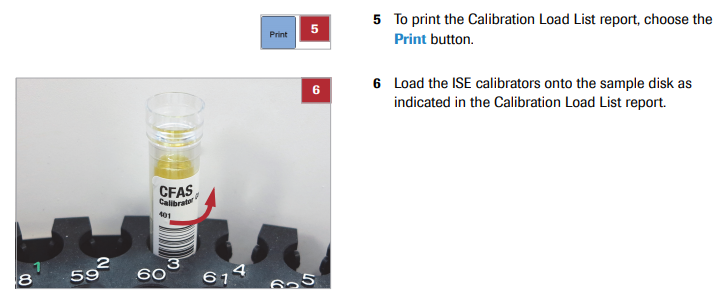 Print
5
5 To print the Calibration Load List report, choose the
Print button.
6
6 Load the ISE calibrators onto the sample disk as
indicated in the Calibration Load List report.
CFAS
Calibrator
401
1 2 3 4 5
8 59 60 61